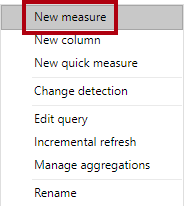 New measure
New column
New quick measure
Change detection
Edit query
Incremental refresh
Manage aggregations
Rename